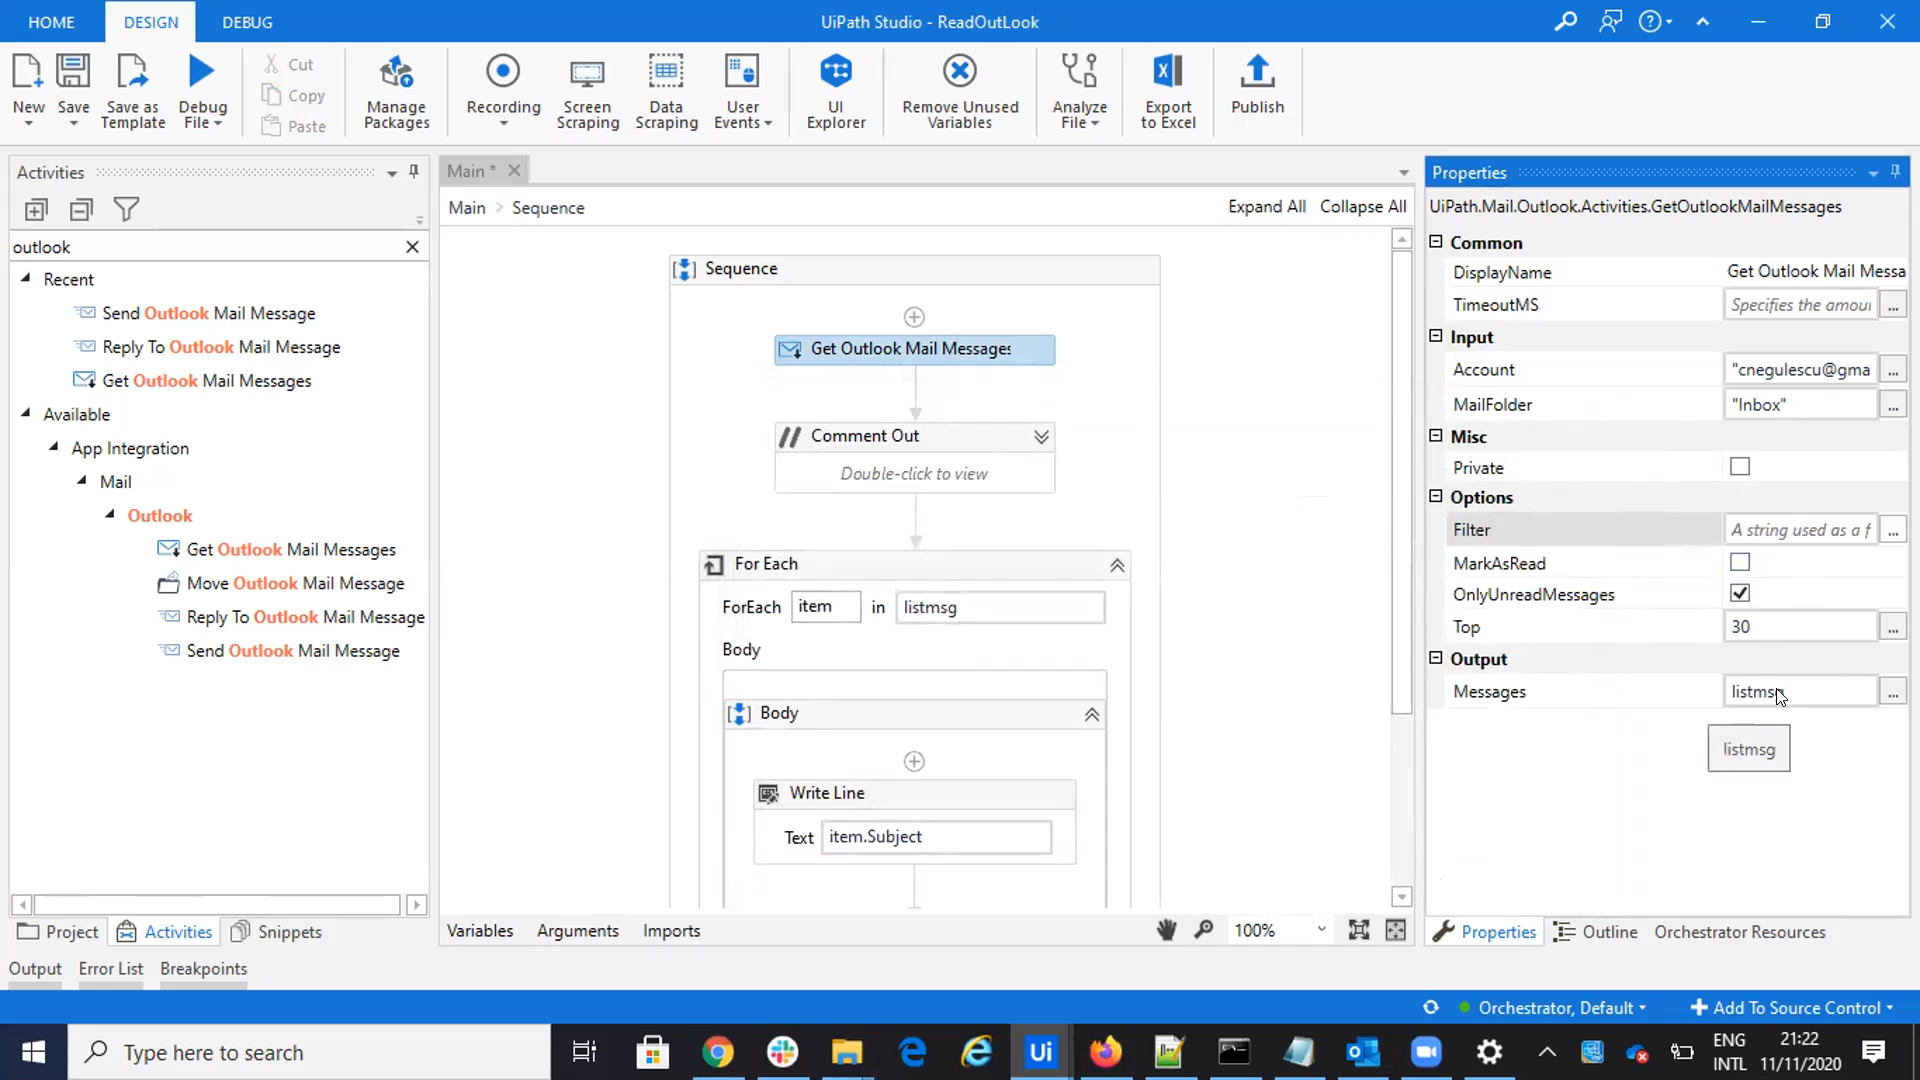 HOME
DESIGN
DEBUG
UiPath Studio - ReadOutLook
New
Save
Save as
Template
Debug
File
Cut
Copy
Paste
Manage
Packages
Recording
Screen
Scraping
Data
Scraping
User
Events
UI
Explorer
Remove Unused
Variables
Analyze
File
Export
to Excel
Publish
Activities
outlook
Recent
Send Outlook Mail Message
Reply To Outlook Mail Message
Get Outlook Mail Messages
Available
App Integration
Mail
Outlook
Get Outlook Mail Messages
Move Outlook Mail Message
Reply To Outlook Mail Message
Send Outlook Mail Message
Project
Activities
Snippets
Main *
Main > Sequence
Expand All
Collapse All
Sequence
Get Outlook Mail Messages
// Comment Out
Double-click to view
For Each
ForEach item in listmsg
Body
Body
Write Line
Text item.Subject
Variables
Arguments
Imports
100%
Properties
UiPath.Mail.Outlook.Activities.GetOutlookMailMessages
Common
DisplayName Get Outlook Mail Messa
TimeoutMS Specifies the amour ...
Input
Account "cnegulescu@gma ...
MailFolder "Inbox" ...
Misc
Private
Options
Filter A string used as a f ...
MarkAsRead
OnlyUnreadMessages
Top 30 ...
Output
Messages listmsg ...
listmsg
Properties
Outline
Orchestrator Resources
Output
Error List
Breakpoints
Orchestrator, Default
Add To Source Control
Type here to search
Ui
ENG
INTL
21:22
11/11/2020